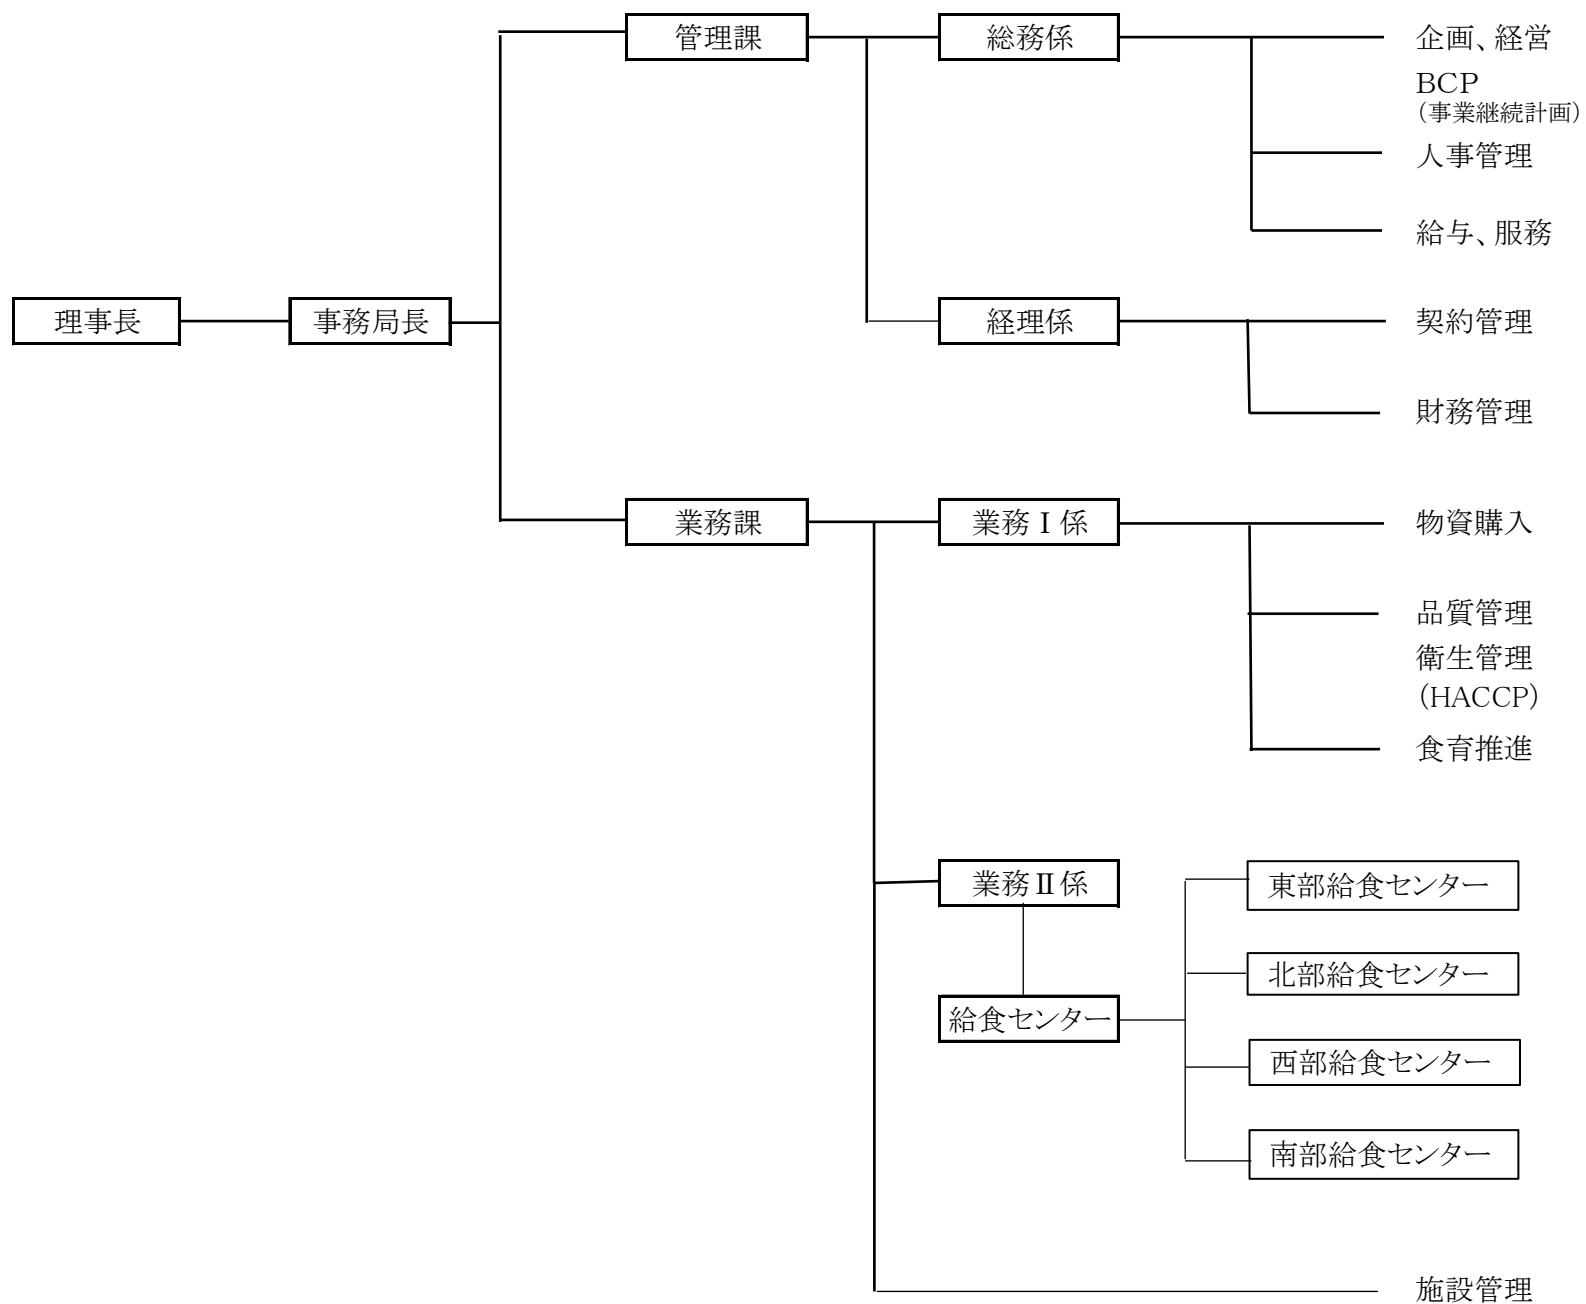 管理課
総務係
企画、経営
BCP
（事業継続計画）
人事管理
給与、服務
理事長
事務局長
経理係
契約管理
財務管理
業務課
業務Ⅰ係
物資購入
品質管理
衛生管理
（HACCP）
食育推進
業務Ⅱ係
東部給食センター
北部給食センター
給食センター
西部給食センター
南部給食センター
施設管理